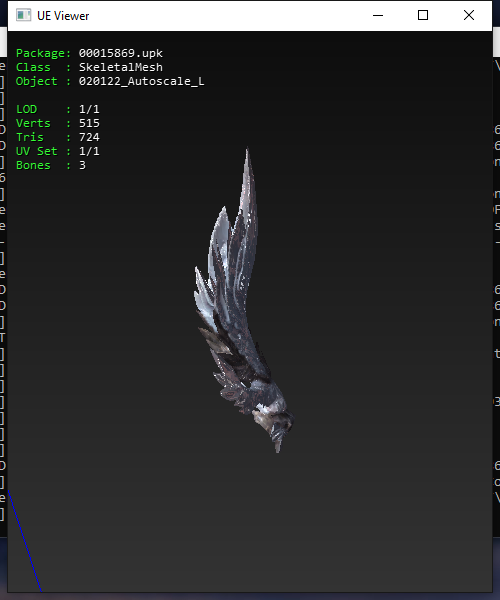 UE Viewer
Package: 00015869.upk
Class : SkeletalMesh
Object : 020122_Autoscale_L
LOD : 1/1
Verts : 515
Tris : 724
UV Set : 1/1
Bones : 3